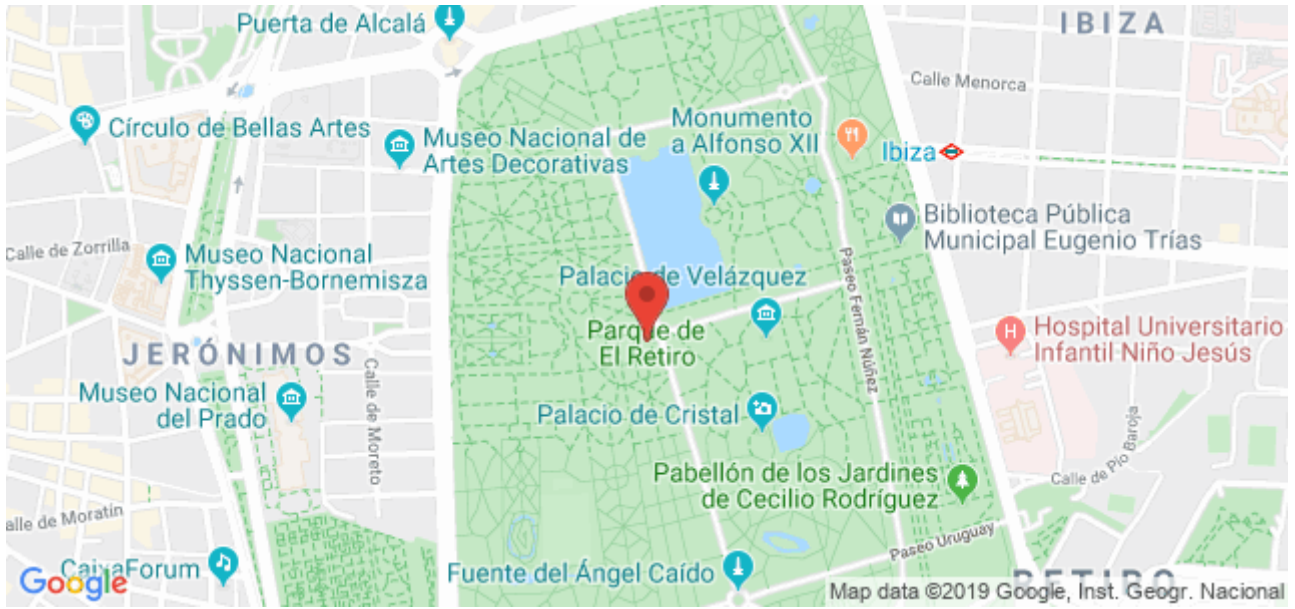 Puerta de Alcalá
IBIZA
Calle Menorca
Círculo de Bellas Artes
Museo Nacional de
Artes Decorativas
Monumento
a Alfonso XII
Ibiza
Biblioteca Pública
Municipal Eugenio Trías
Calle de Zorrilla
Museo Nacional
Thyssen-Bornemisza
Palacio de Velázquez
Paseo Fernán Núñez
Parque de
El Retiro
H
Hospital Universitario
Infantil Niño Jesús
JERÓNIMOS
Museo Nacional
del Prado
Calle de Moreto
Palacio de Cristal
Calle de Pío Baroja
Pabellón de los Jardines
de Cecilio Rodríguez
alle de Moratín
Paseo Uruguay
CaixaForum
Fuente del Ángel Caído
RETIRO
Google
Map data ©2019 Google, Inst. Geogr. Nacional